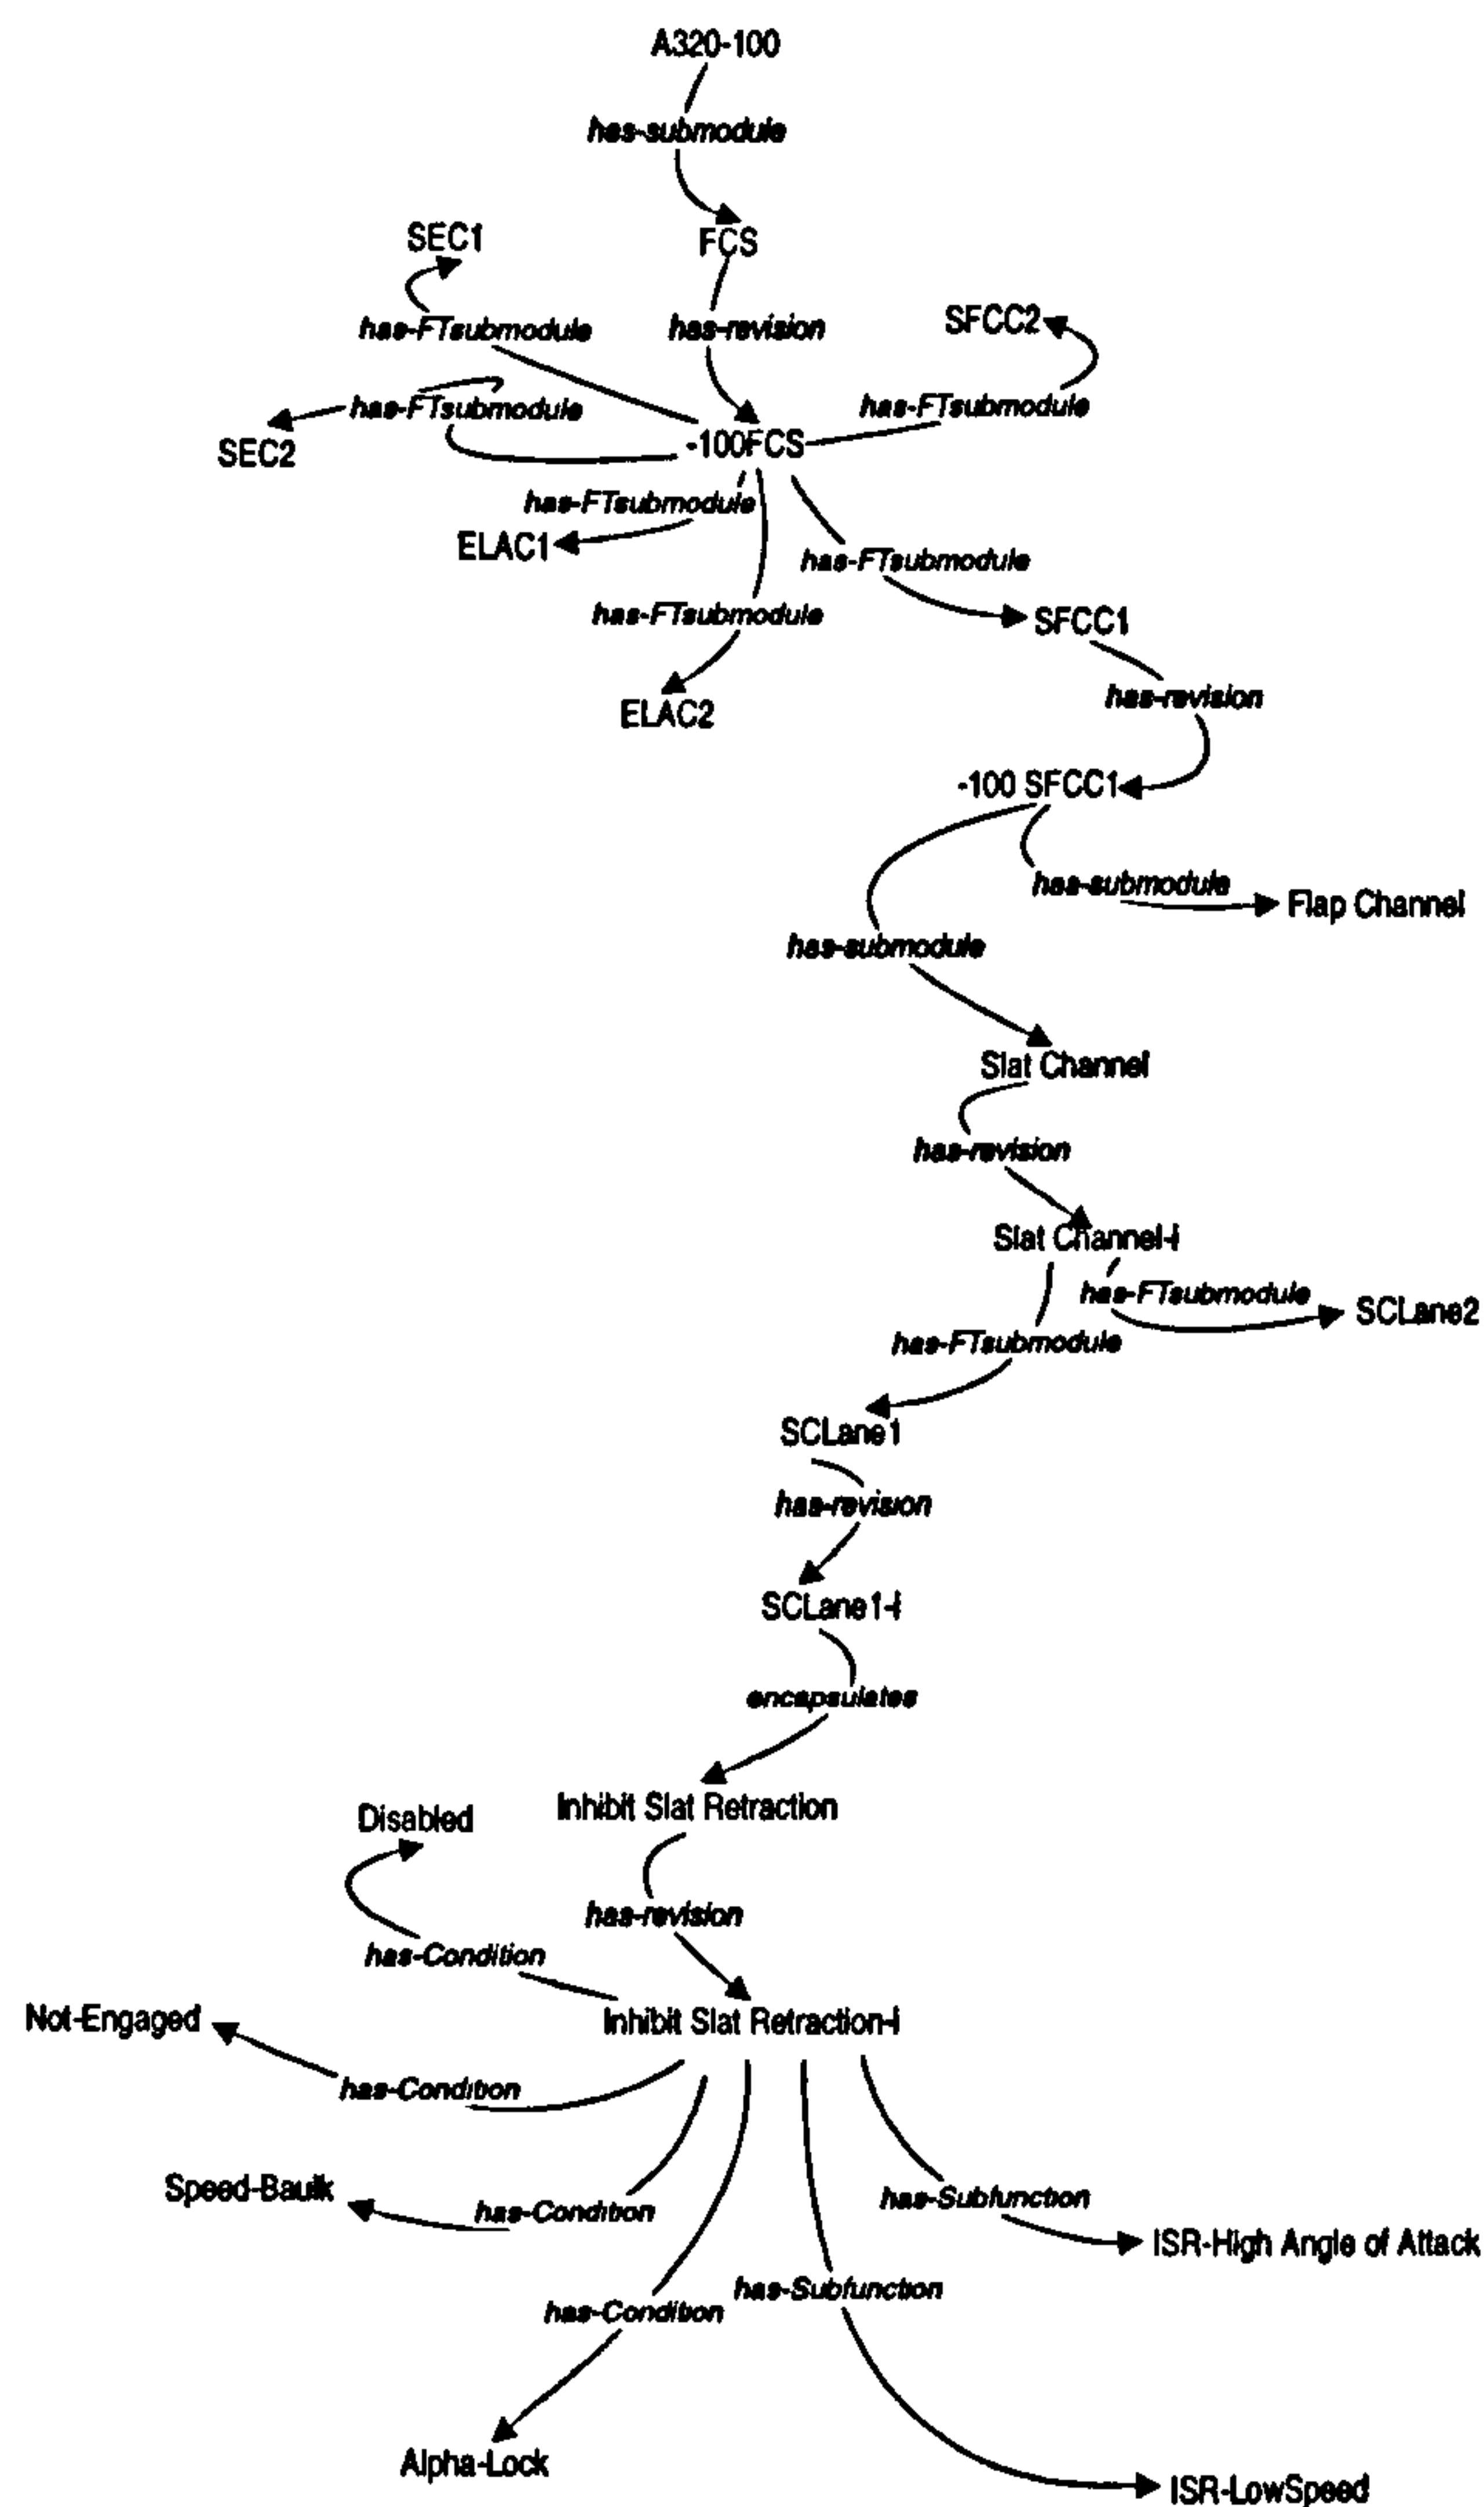 A320-100
has-submodule
SEC1
FCS
has-FTsubmodule
has-revision
SFCC2
has-FTsubmodule
has-FTsubmodule
SEC2
-100FCS
has-FTsubmodule
ELAC1
has-FTsubmodule
has-FTsubmodule
SFCC1
ELAC2
has-revision
-100 SFCC1
has-submodule
Flap Channel
has-submodule
Slat Channel
has-revision
Slat Channel-i
has-FTsubmodule
SCLane2
has-FTsubmodule
SCLane1
has-revision
SCLane1-i
encapsulates
Inhibit Slat Retraction
Disabled
has-revision
has-Condition
Not-Engaged
Inhibit Slat Retraction-i
has-Condition
Speed-Baulk
has-Condition
has-Subfunction
ISR-High Angle of Attack
has-Subfunction
has-Condition
Alpha-Lock
ISR-LowSpeed